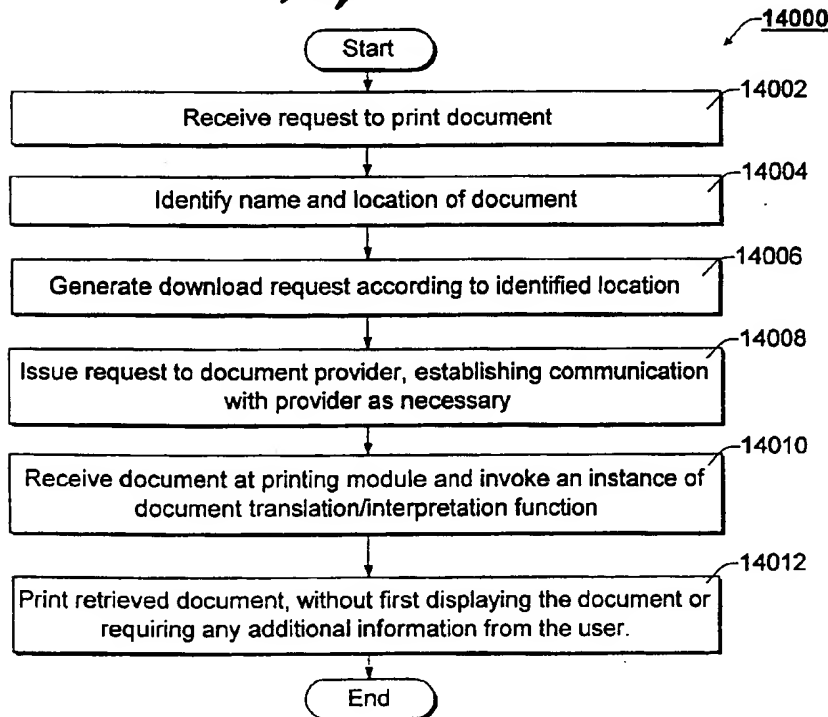 14000
Start
14002
Receive request to print document
14004
Identify name and location of document
14006
Generate download request according to identified location
14008
Issue request to document provider, establishing communication
with provider as necessary
14010
Receive document at printing module and invoke an instance of
document translation/interpretation function
14012
Print retrieved document, without first displaying the document or
requiring any additional information from the user.
End